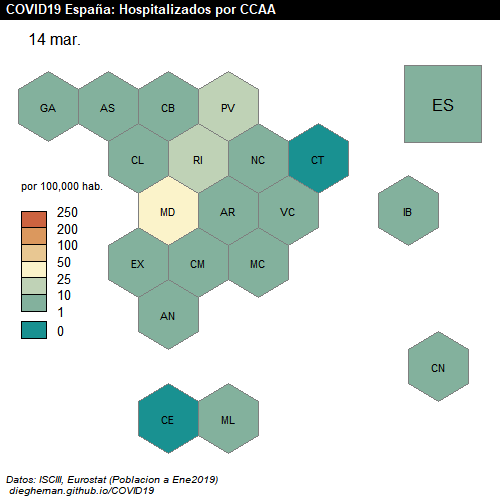 COVID19 España: Hospitalizados por CCAA
14 mar.
ES
GA AS CB PV
CL RI NC CT
por 100,000 hab.
MD AR VC IB
250
200
100
50
25
10
1
0
EX CM MC
AN
CN
CE ML
Datos: ISCIII, Eurostat (Poblacion a Ene2019)
diegheman.github.io/COVID19